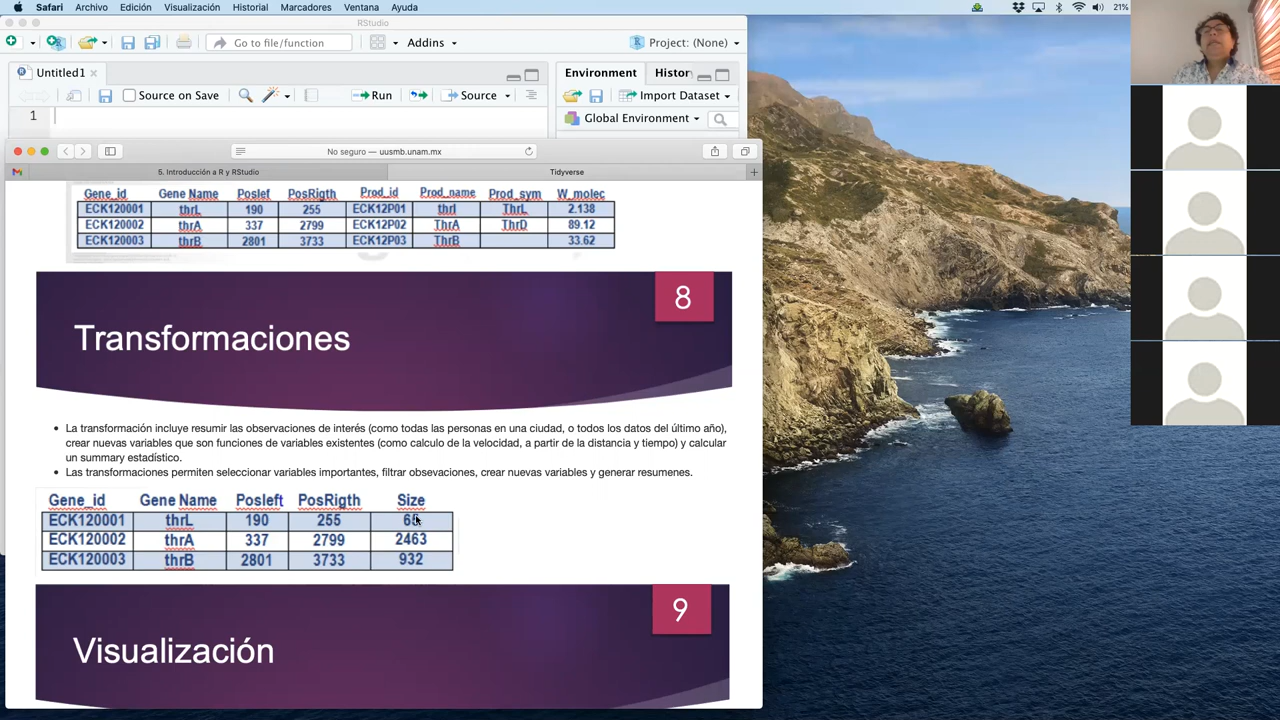 Safari Archivo Edición Visualización Historial Marcadores Ventana Ayuda 21%
RStudio
Go to file/function Addins Project: (None)
Untitled1 Environment Histor
Source on Save Run Source Import Dataset
1 Global Environment
No seguro — uusmb.unam.mx
5. Introducción a R y RStudio Tidyverse
Gene_id Gene Name Poslef PosRigth Prod_id Prod_name Prod_sym W_molec
ECK120001 thrL 190 255 ECK12P01 thrl ThrL 2.138
ECK120002 thrA 337 2799 ECK12P02 ThrA ThrD 89.12
ECK120003 thrB 2801 3733 ECK12P03 ThrB 33.62
8
Transformaciones
• La transformación incluye resumir las observaciones de interés (como todas las personas en una ciudad, o todos los datos del último año),
crear nuevas variables que son funciones de variables existentes (como calculo de la velocidad, a partir de la distancia y tiempo) y calcular
un summary estadístico.
• Las transformaciones permiten seleccionar variables importantes, filtrar obsevaciones, crear nuevas variables y generar resumenes.
Gene_id Gene Name Posleft PosRigth Size
ECK120001 thrL 190 255
ECK120002 thrA 337 2799 2463
ECK120003 thrB 2801 3733 932
9
Visualización